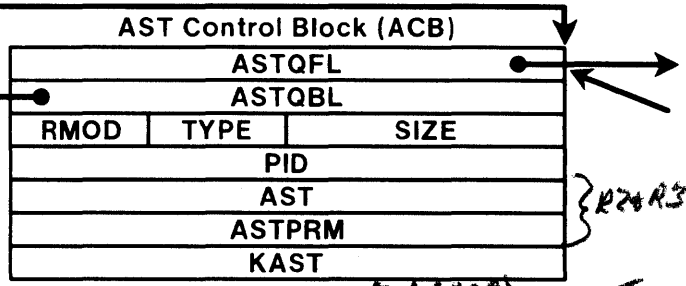 AST Control Block (ACB)
ASTQFL
ASTQBL
RMOD TYPE SIZE
PID
AST
ASTPRM
KAST